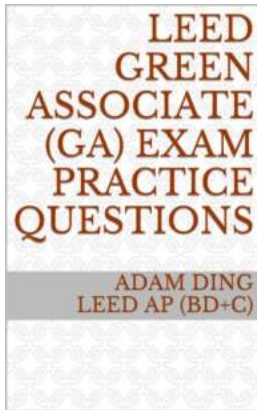 LEED
GREEN
ASSOCIATE
(GA) EXAM
PRACTICE
QUESTIONS
ADAM DING
LEED AP (BD+C)